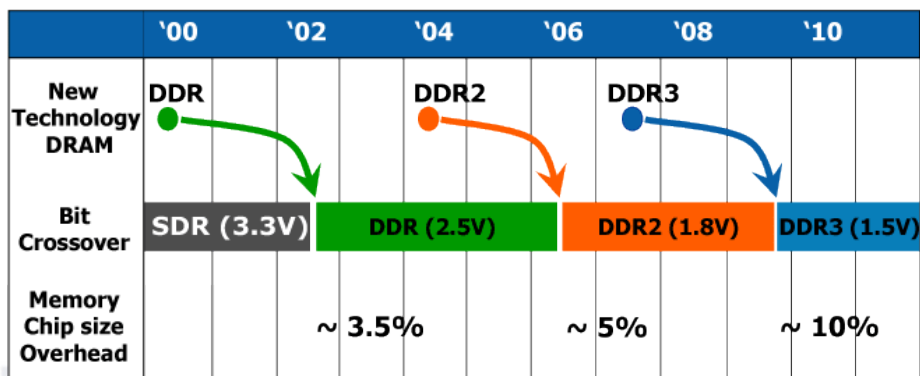 ‘00 ‘02 ‘04 ‘06 ‘08 ‘10
New
Technology
DRAM
DDR DDR2 DDR3
Bit
Crossover
SDR (3.3V) DDR (2.5V) DDR2 (1.8V) DDR3 (1.5V)
Memory
Chip size
Overhead
~ 3.5% ~ 5% ~ 10%